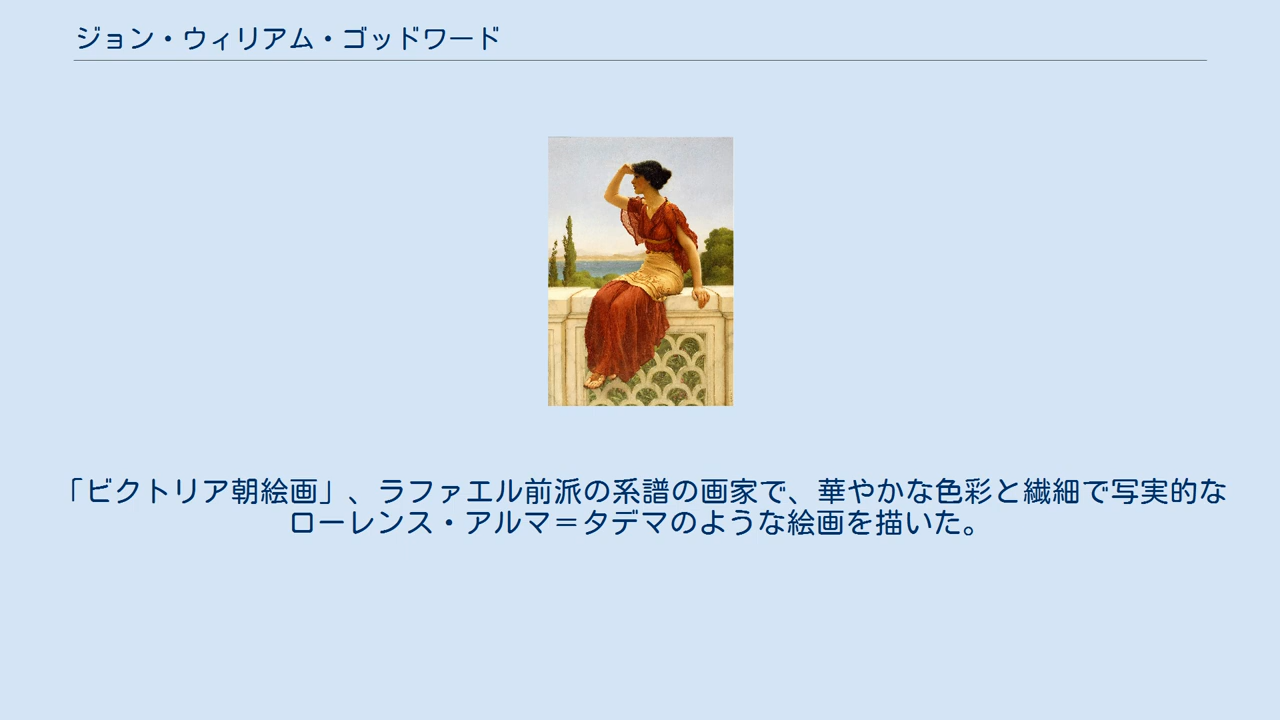 ジョン・ウィリアム・ゴッドワード
「ビクトリア朝絵画」、ラファエル前派の系譜の画家で、華やかな色彩と繊細で写実的な
ローレンス・アルマ＝タデマのような絵画を描いた。